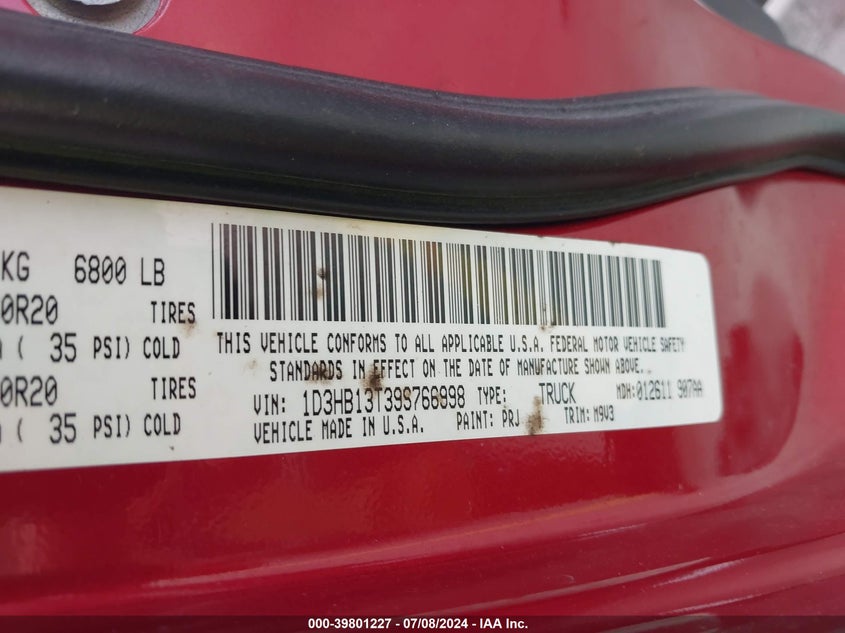 KG 6800 LB
0R20 TIRES
( 35 PSI) COLD
0R20 TIRES
( 35 PSI) COLD
THIS VEHICLE CONFORMS TO ALL APPLICABLE U.S.A. FEDERAL MOTOR VEHICLE SAFETY
STANDARDS IN EFFECT ON THE DATE OF MANUFACTURE SHOWN ABOVE.
VIN: 1D3HB13T39S768998 TYPE: TRUCK MDH: 012611 907AA
VEHICLE MADE IN U.S.A. PAINT: PRJ TRIM: M9V3
000-39801227 | 07/08/2024 - IAA Inc.